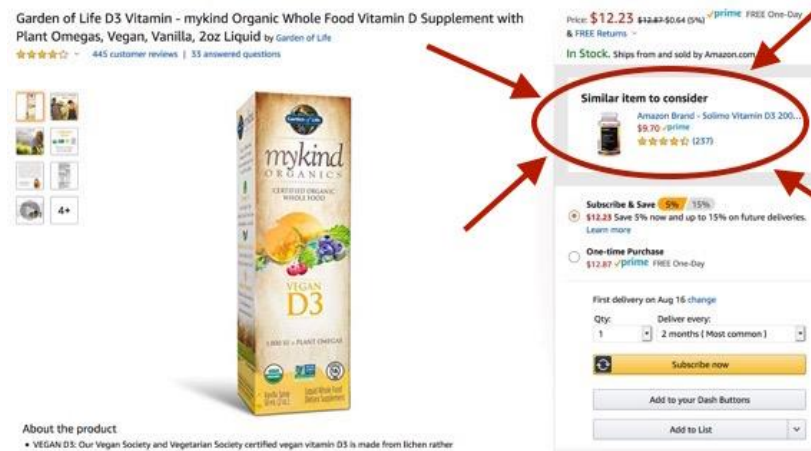 Garden of Life D3 Vitamin - mykind Organic Whole Food Vitamin D Supplement with
Plant Omegas, Vegan, Vanilla, 2oz Liquid by Garden of Life
445 customer reviews | 33 answered questions
4+
Garden of Life
mykind
ORGANICS
CERTIFIED ORGANIC
WHOLE FOOD
VEGAN
D3
About the product
• VEGAN D3: Our Vegan Society and Vegetarian Society certified vegan vitamin D3 is made from lichen rather
Price: $12.23 $12.87 $0.64 (5%) prime FREE One-Day
& FREE Returns
In Stock. Ships from and sold by Amazon.com
Similar item to consider
Amazon Brand - Solimo Vitamin D3 200...
$9.70 prime
(237)
Subscribe & Save 5% 15%
$12.23 Save 5% now and up to 15% on future deliveries.
Learn more
One-time Purchase
$12.87 prime FREE One-Day
First delivery on Aug 16 change
Qty: Deliver every:
1 2 months ( Most common )
Subscribe now
Add to your Dash Buttons
Add to List